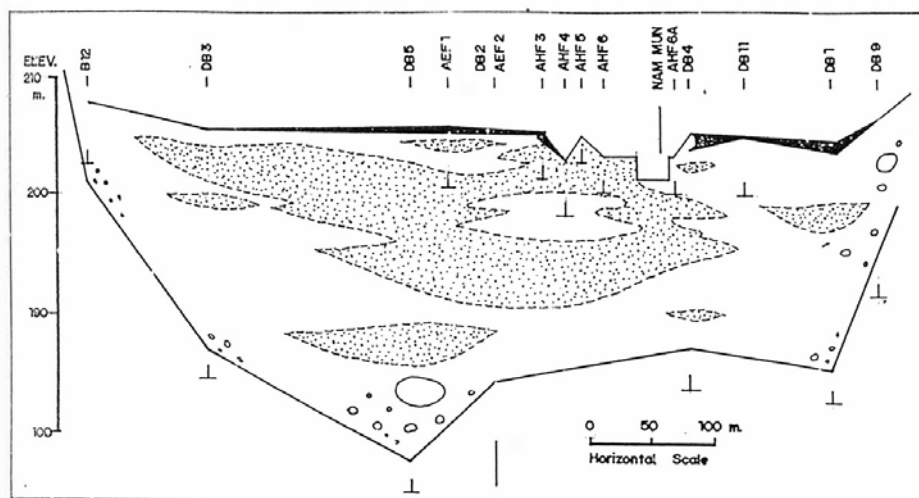 ELEV.
210
m.
200
190
180
B12
DB3
DB5
AEF1
DB2
AEF2
AHF3
AHF4
AHF5
AHF6
NAM MUN
AHF6A
DB4
DB11
DB1
DB9
0 50 100 m.
Horizontal Scale